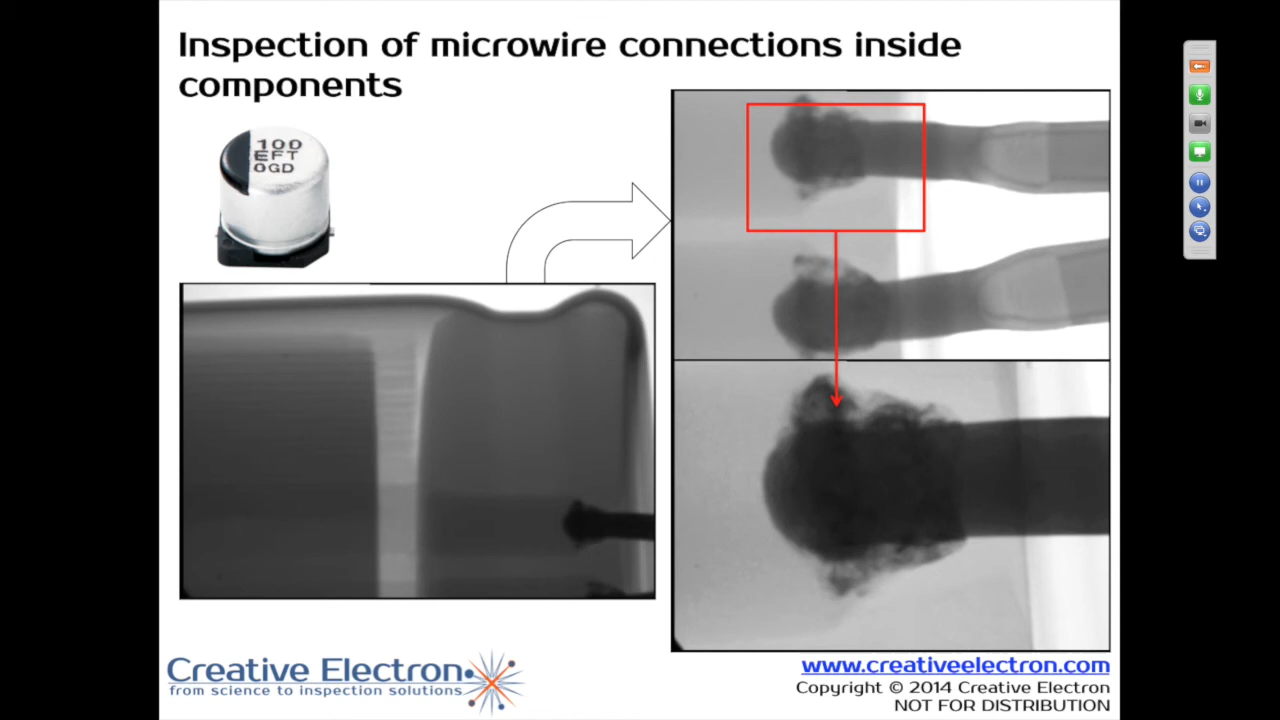 Inspection of microwire connections inside
components
100
EFT
0GD
Creative Electron
from science to inspection solutions
www.creativeelectron.com
Copyright © 2014 Creative Electron
NOT FOR DISTRIBUTION